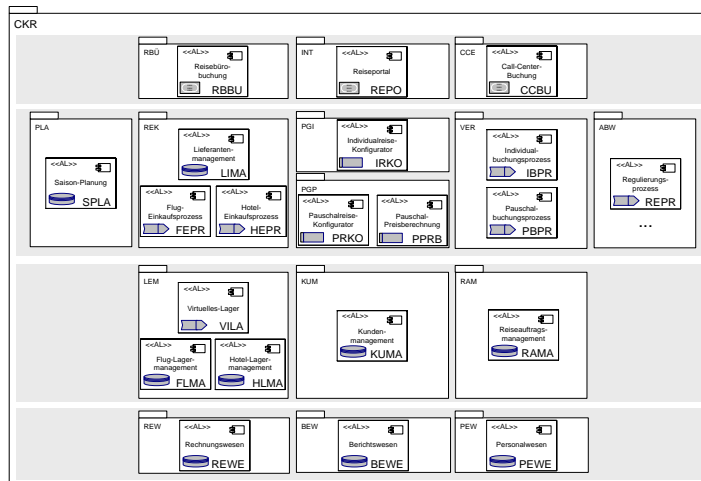 CKR
RBÜ
<<AL>>
Reisebüro-
buchung
RBBU
INT
<<AL>>
Reiseportal
REPO
CCE
<<AL>>
Call-Center-
Buchung
CCBU
PLA
<<AL>>
Saison-Planung
SPLA
REK
<<AL>>
Lieferanten-
management
LIMA
<<AL>>
Flug-
Einkaufsprozess
FEPR
<<AL>>
Hotel-
Einkaufsprozess
HEPR
PGI
<<AL>>
Individualreise-
Konfigurator
IRKO
PGP
<<AL>>
Pauschalreise-
Konfigurator
PRKO
<<AL>>
Pauschal-
Preisberechnung
PPRB
VER
<<AL>>
Individual-
buchungsprozess
IBPR
<<AL>>
Pauschal-
buchungsprozess
PBPR
ABW
<<AL>>
Regulierungs-
prozess
REPR
...
LEM
<<AL>>
Virtuelles-Lager
VILA
<<AL>>
Flug-Lager-
management
FLMA
<<AL>>
Hotel-Lager-
management
HLMA
KUM
<<AL>>
Kunden-
management
KUMA
RAM
<<AL>>
Reiseauftrags-
management
RAMA
REW
<<AL>>
Rechnungswesen
REWE
BEW
<<AL>>
Berichtswesen
BEWE
PEW
<<AL>>
Personalwesen
PEWE